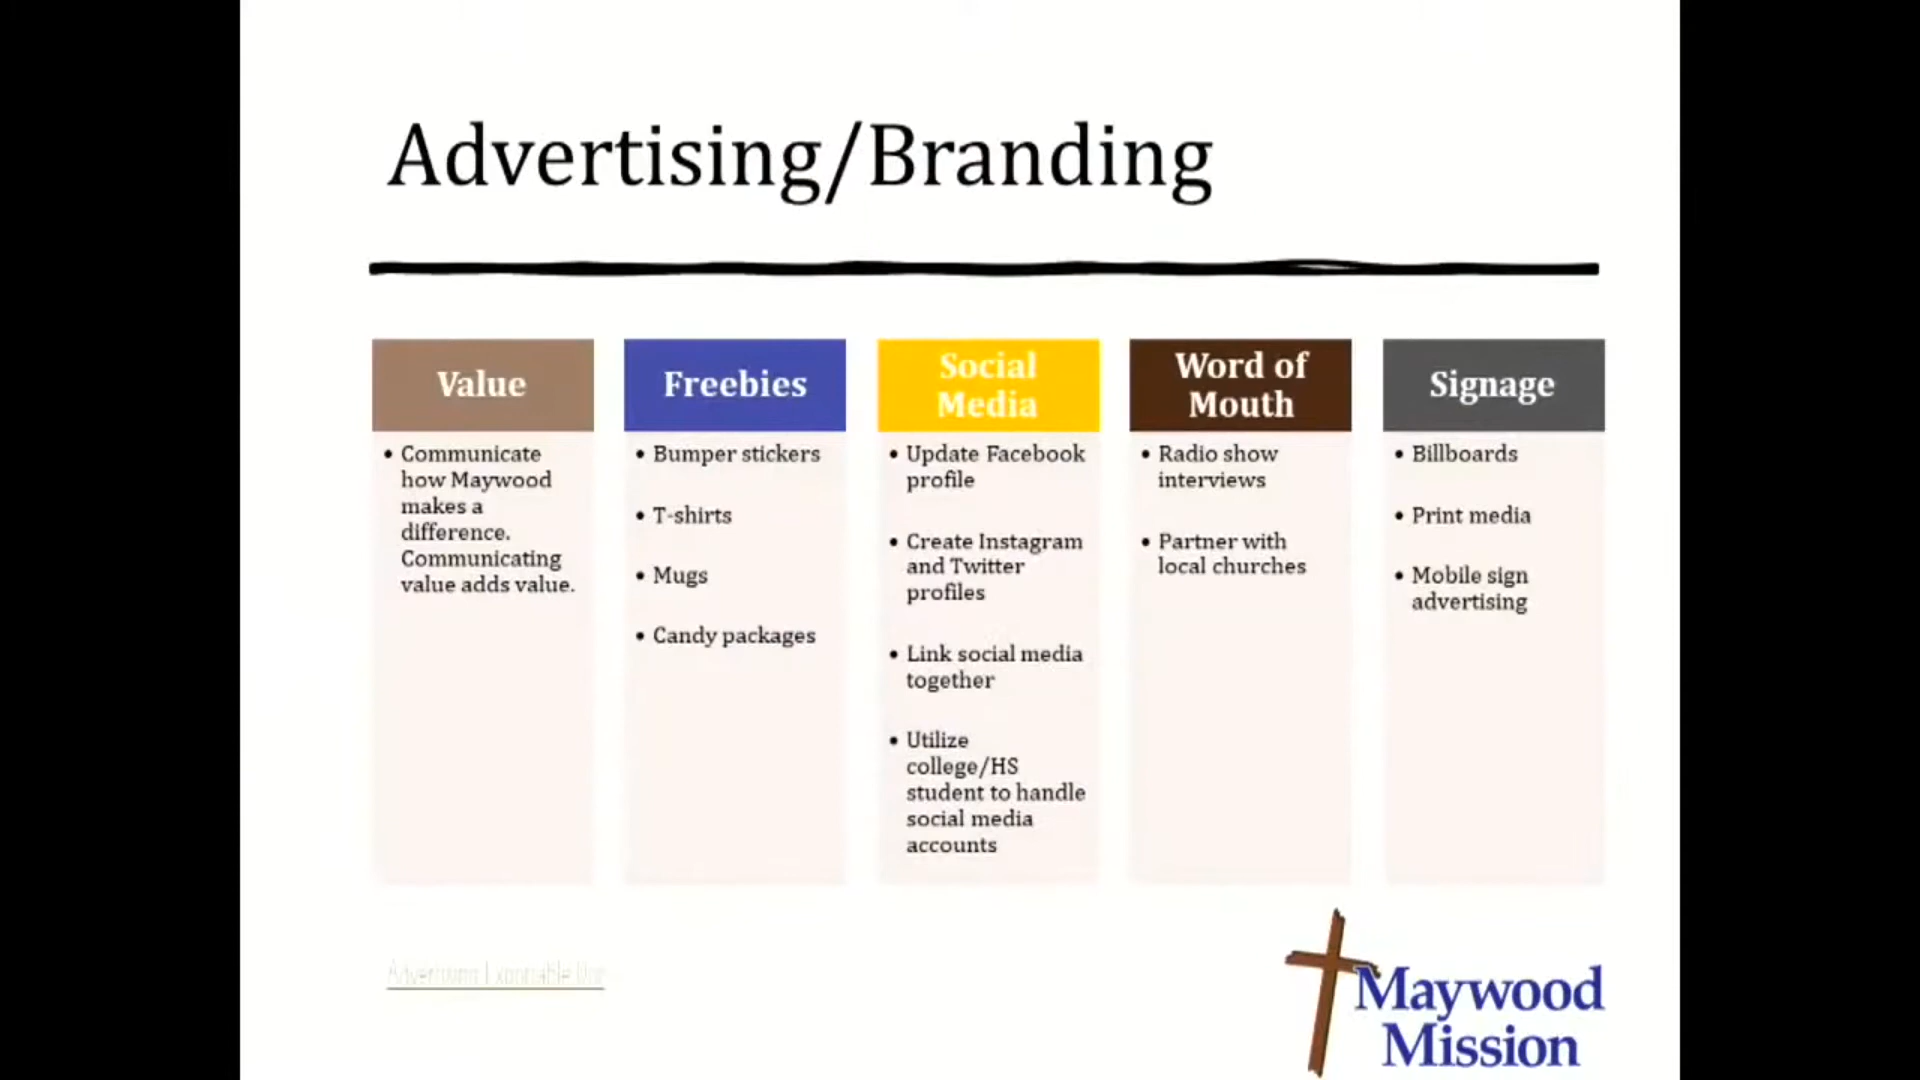 Advertising/Branding
Value
• Communicate
how Maywood
makes a
difference.
Communicating
value adds value.
Freebies
• Bumper stickers
• T-shirts
• Mugs
• Candy packages
Social
Media
• Update Facebook
profile
• Create Instagram
and Twitter
profiles
• Link social media
together
• Utilize
college/HS
student to handle
social media
accounts
Word of
Mouth
• Radio show
interviews
• Partner with
local churches
Signage
• Billboards
• Print media
• Mobile sign
advertising
Advertising
Maywood
Mission